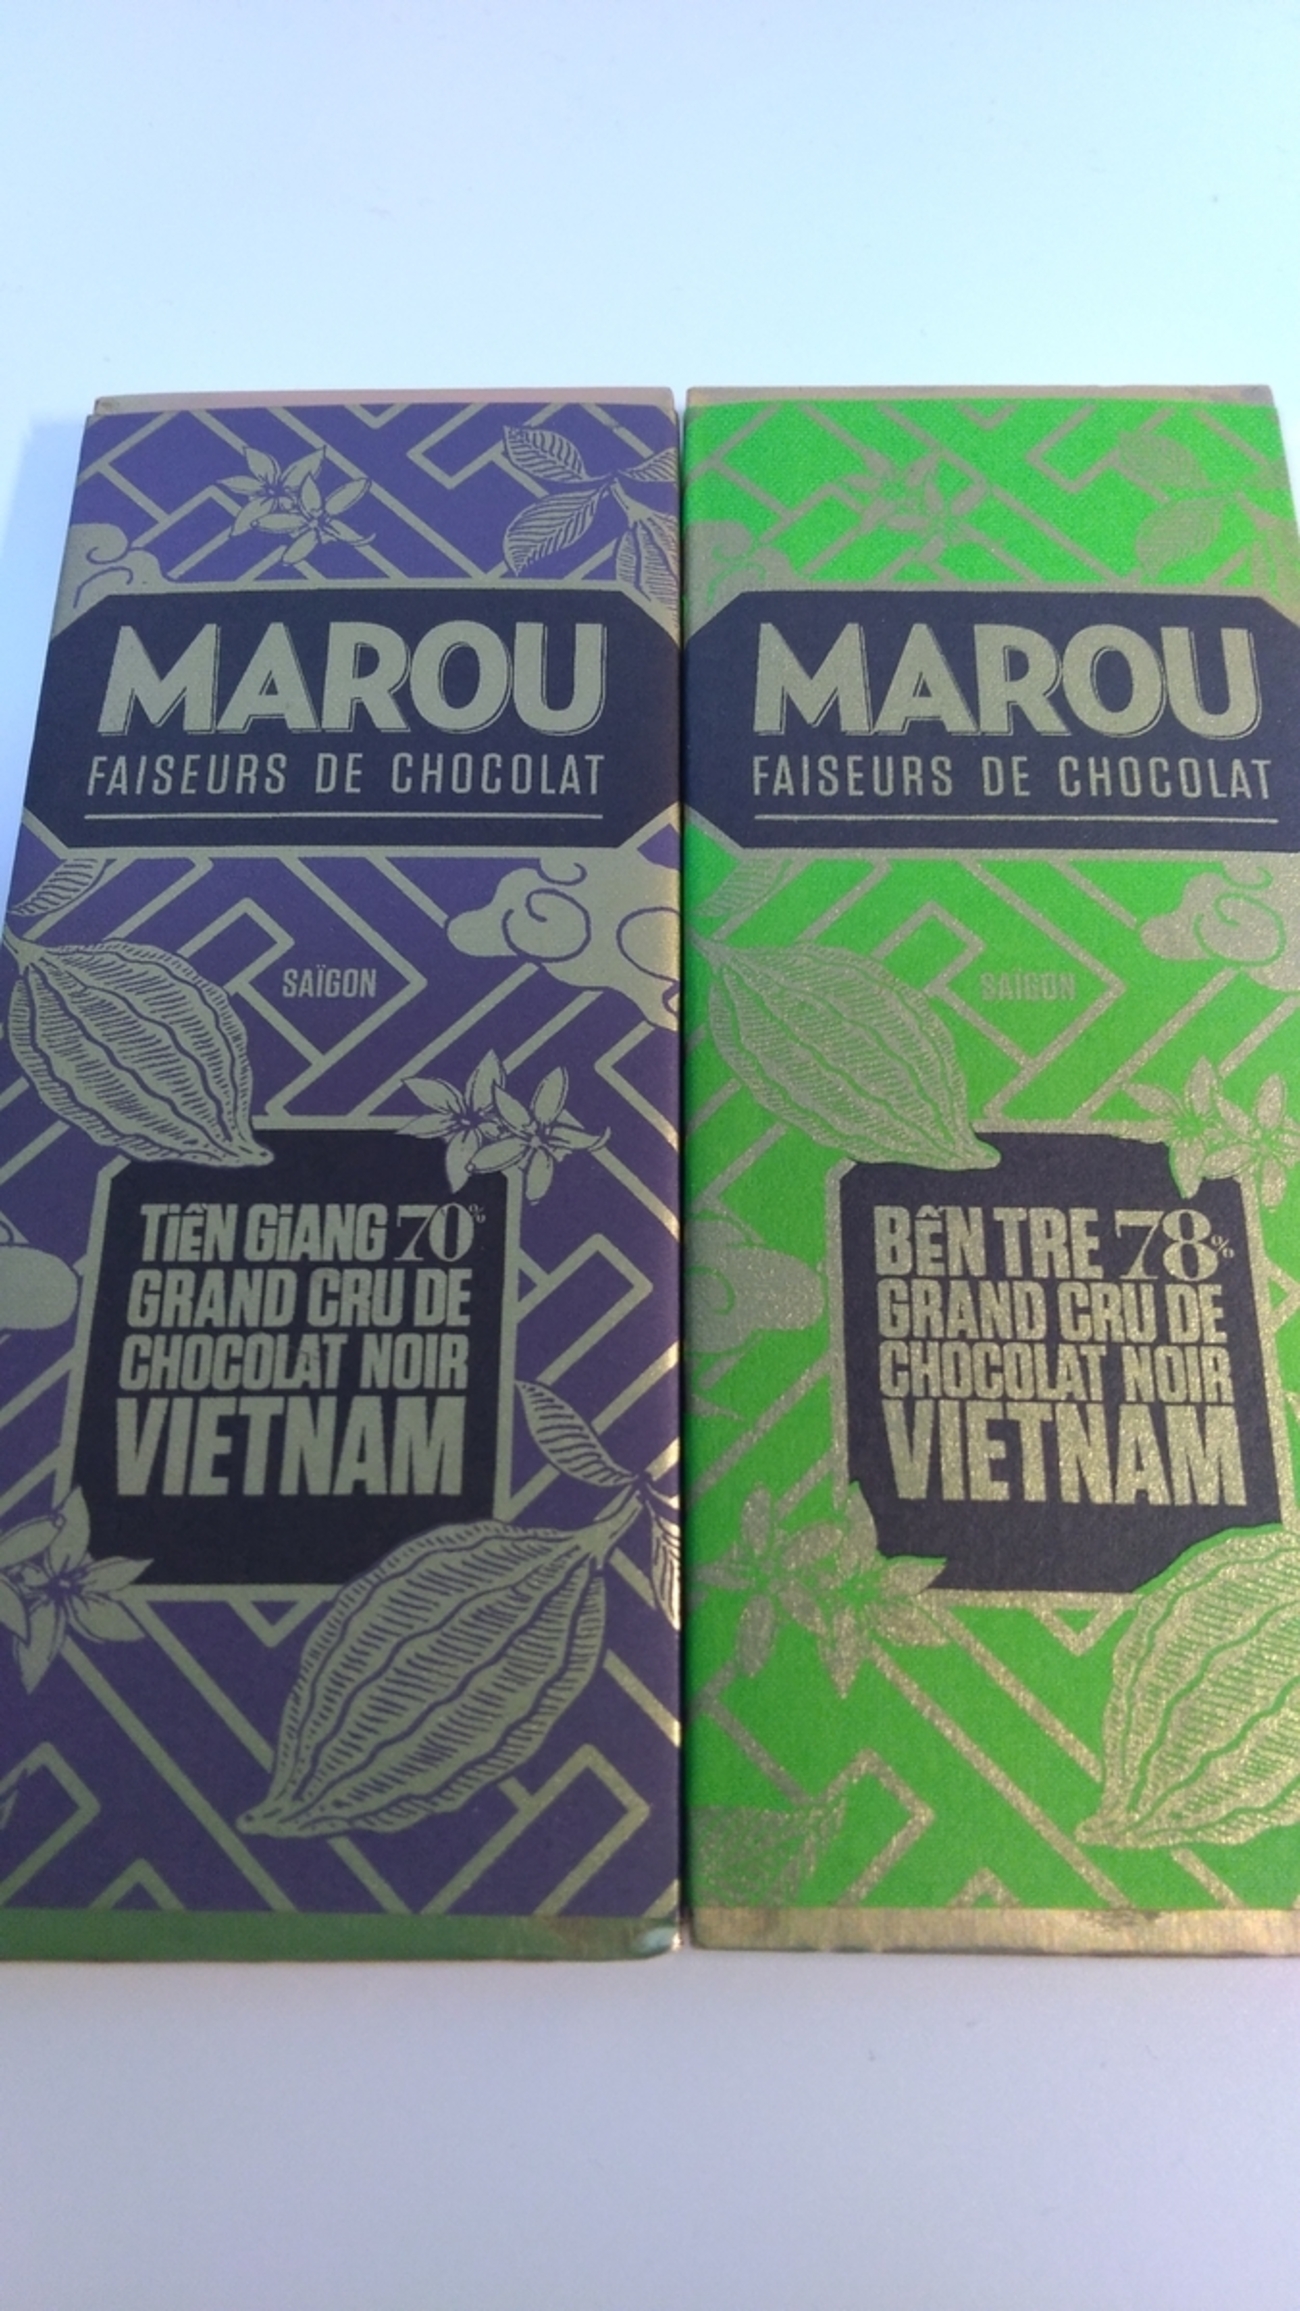 MAROU
FAISEURS DE CHOCOLAT
SAÏGON
TiÊN GiANG 70%
GRAND CRU DE
CHOCOLAT NOIR
VIETNAM
MAROU
FAISEURS DE CHOCOLAT
SAÏGON
BẾN TRE 78%
GRAND CRU DE
CHOCOLAT NOIR
VIETNAM